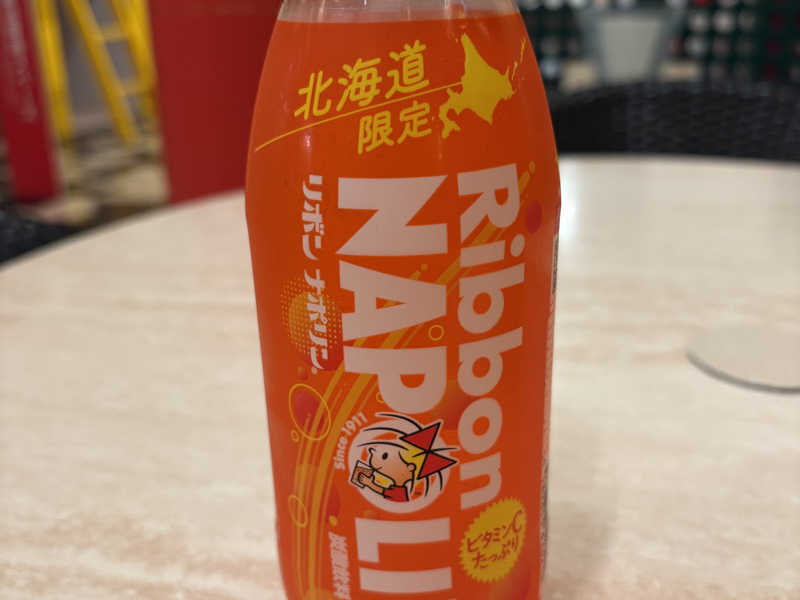 北海道
限定
Ribbon
NAPOLI
リボン ナポリン
Since 1911
ビタミンC
たっぷり